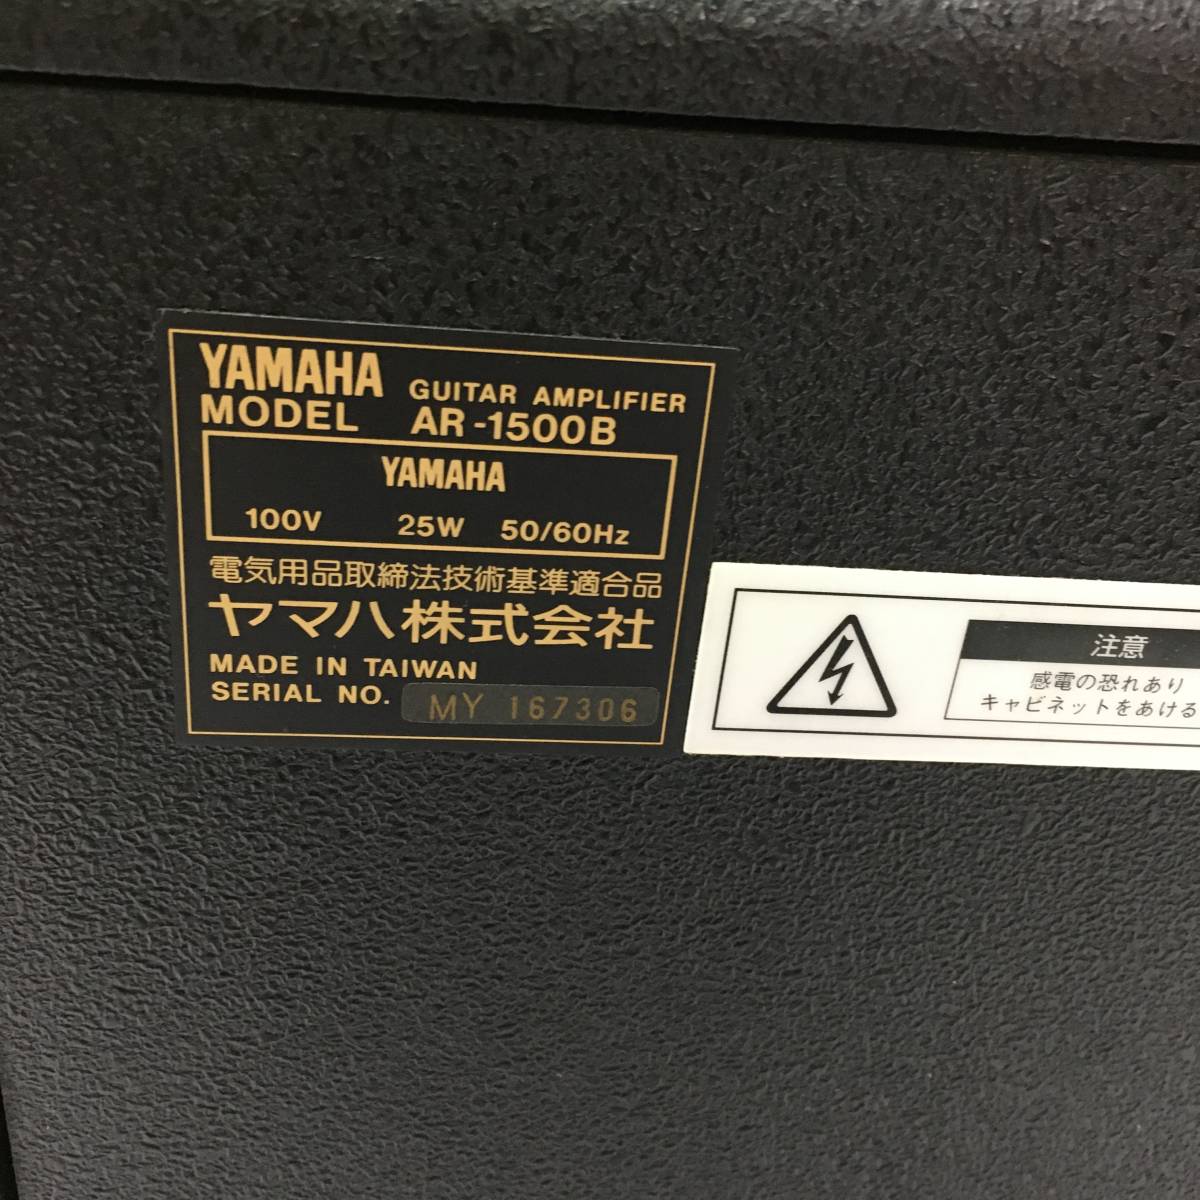 YAMAHA GUITAR AMPLIFIER
MODEL AR-1500B
YAMAHA
100V 25W 50/60Hz
電気用品取締法技術基準適合品
ヤマハ株式会社
MADE IN TAIWAN
SERIAL NO. MY 167306
注意
感電の恐れあり
キャビネットをあける